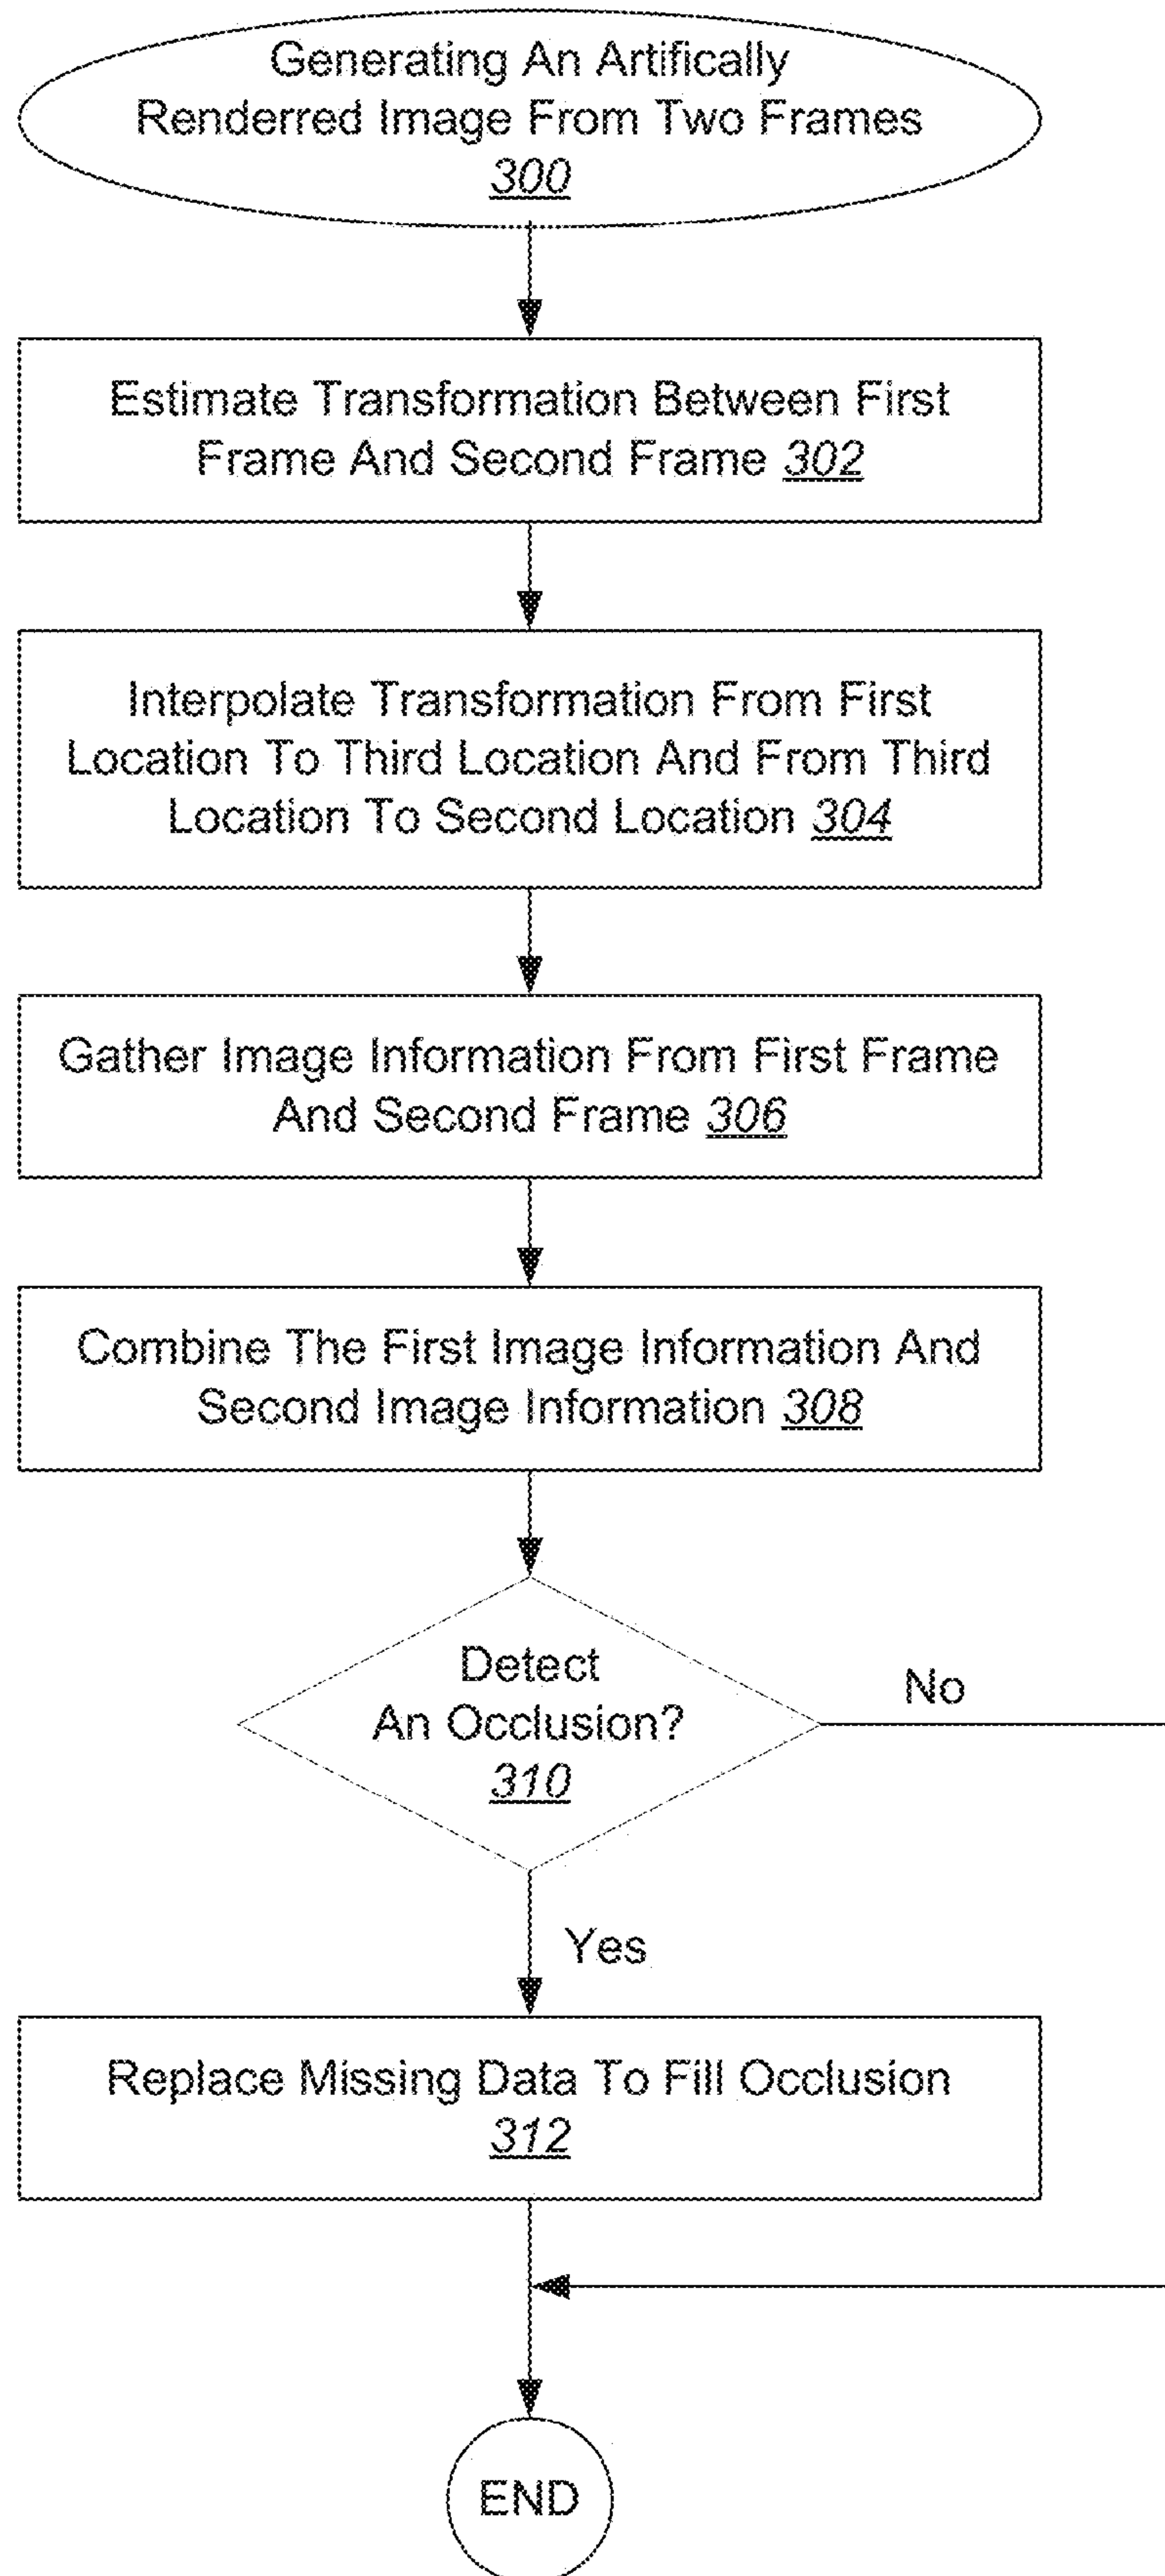 Generating An Artifically
Renderred Image From Two Frames
300
Estimate Transformation Between First
Frame And Second Frame 302
Interpolate Transformation From First
Location To Third Location And From Third
Location To Second Location 304
Gather Image Information From First Frame
And Second Frame 306
Combine The First Image Information And
Second Image Information 308
Detect
An Occlusion?
310
No
Yes
Replace Missing Data To Fill Occlusion
312
END